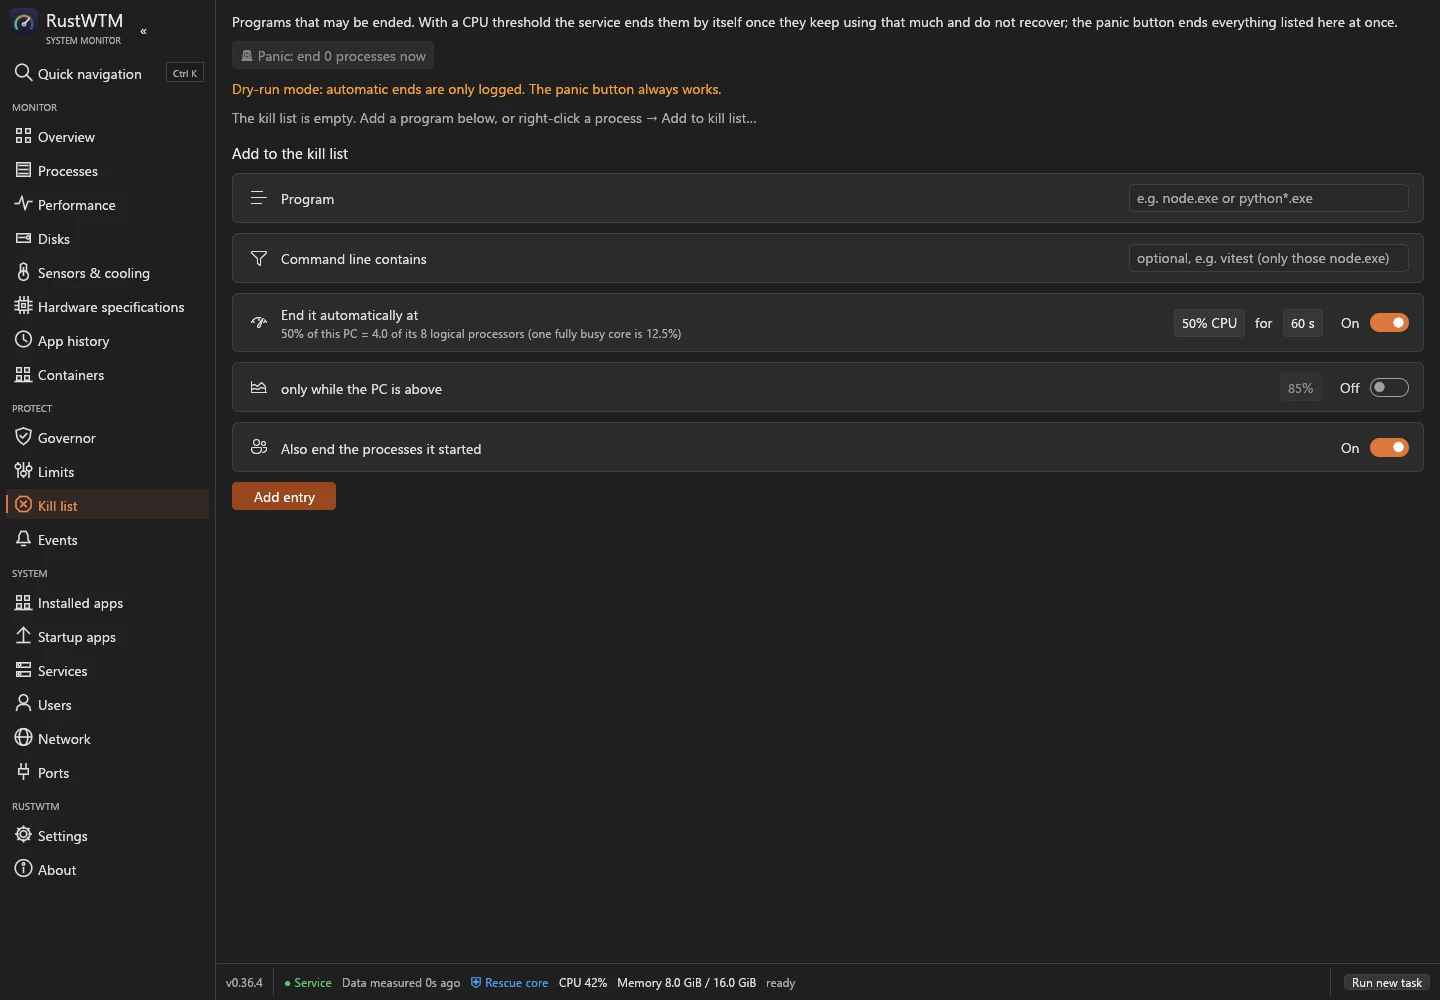 RustWTM
SYSTEM MONITOR
«
Quick navigation
Ctrl K
MONITOR
Overview
Processes
Performance
Disks
Sensors & cooling
Hardware specifications
App history
Containers
PROTECT
Governor
Limits
Kill list
Events
SYSTEM
Installed apps
Startup apps
Services
Users
Network
Ports
RUSTWTM
Settings
About
Programs that may be ended. With a CPU threshold the service ends them by itself once they keep using that much and do not recover; the panic button ends everything listed here at once.
Panic: end 0 processes now
Dry-run mode: automatic ends are only logged. The panic button always works.
The kill list is empty. Add a program below, or right-click a process → Add to kill list...
Add to the kill list
Program
e.g. node.exe or python*.exe
Command line contains
optional, e.g. vitest (only those node.exe)
End it automatically at
50% of this PC = 4.0 of its 8 logical processors (one fully busy core is 12.5%)
50% CPU for 60 s On
only while the PC is above
85% Off
Also end the processes it started
On
Add entry
v0.36.4 ● Service Data measured 0s ago Rescue core CPU 42% Memory 8.0 GiB / 16.0 GiB ready Run new task